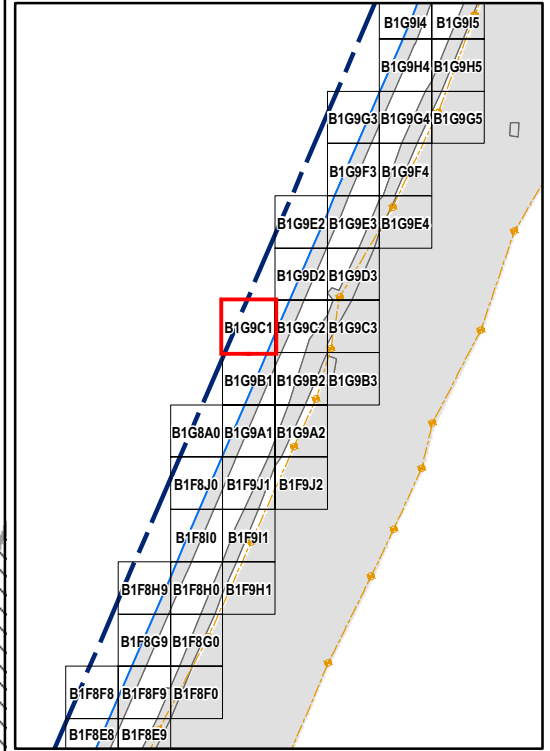 B1G9I4 B1G9I5
B1G9H4 B1G9H5
B1G9G3 B1G9G4 B1G9G5
B1G9F3 B1G9F4
B1G9E2 B1G9E3 B1G9E4
B1G9D2 B1G9D3
B1G9C1 B1G9C2 B1G9C3
B1G9B1 B1G9B2 B1G9B3
B1G8A0 B1G9A1 B1G9A2
B1F8J0 B1F9J1 B1F9J2
B1F8I0 B1F9I1
B1F8H9 B1F8H0 B1F9H1
B1F8G9 B1F8G0
B1F8F8 B1F8F9 B1F8F0
B1F8E8 B1F8E9